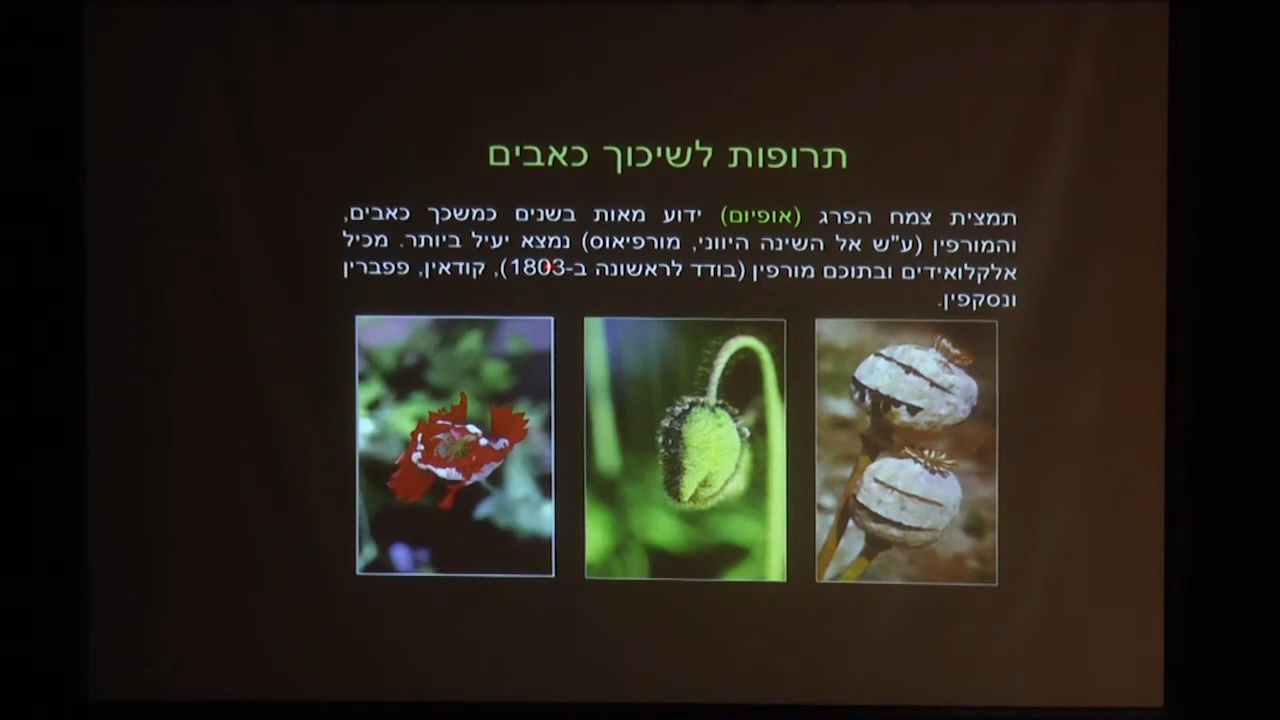 תרופות לשיכוך כאבים
תמצית צמח הפרג (אופיום) ידוע מאות בשנים כמשכך כאבים,
והמורפין (ע"ש אל השינה היווני, מורפיאוס) נמצא יעיל ביותר. מכיל
אלקלואידים ובתוכם מורפין (בודד לראשונה ב-1803), קודאין, פפברין
ונסקפין.